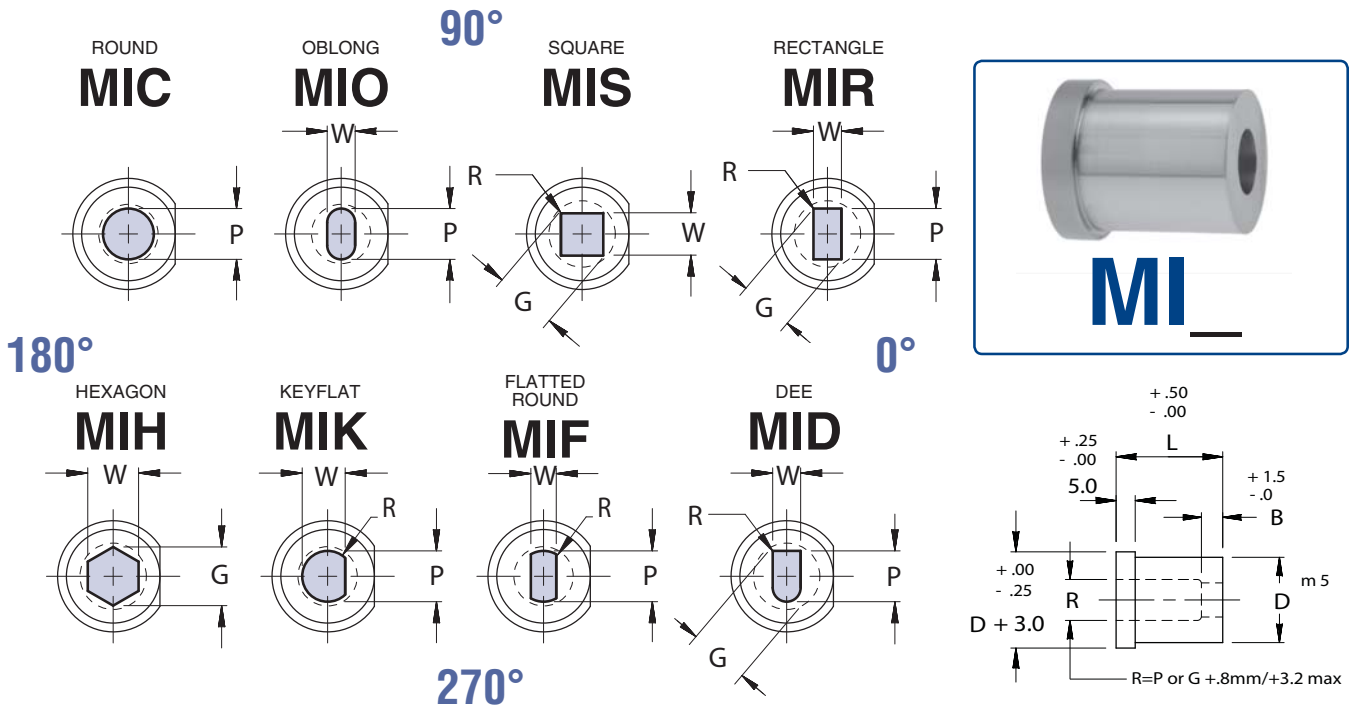 90°
ROUND
MIC
OBLONG
MIO
SQUARE
MIS
RECTANGLE
MIR
W
W
R
R
P
P
W
P
G
G
MI__
180°
0°
HEXAGON
MIH
KEYFLAT
MIK
FLATTED
ROUND
MIF
DEE
MID
W
W
W
W
R
R
R
G
P
P
P
G
270°
+ .50
- .00
L
+ .25
- .00
5.0
+ 1.5
- .0
B
+ .00
- .25
D + 3.0
R
D
m 5
R=P or G +.8mm/+3.2 max